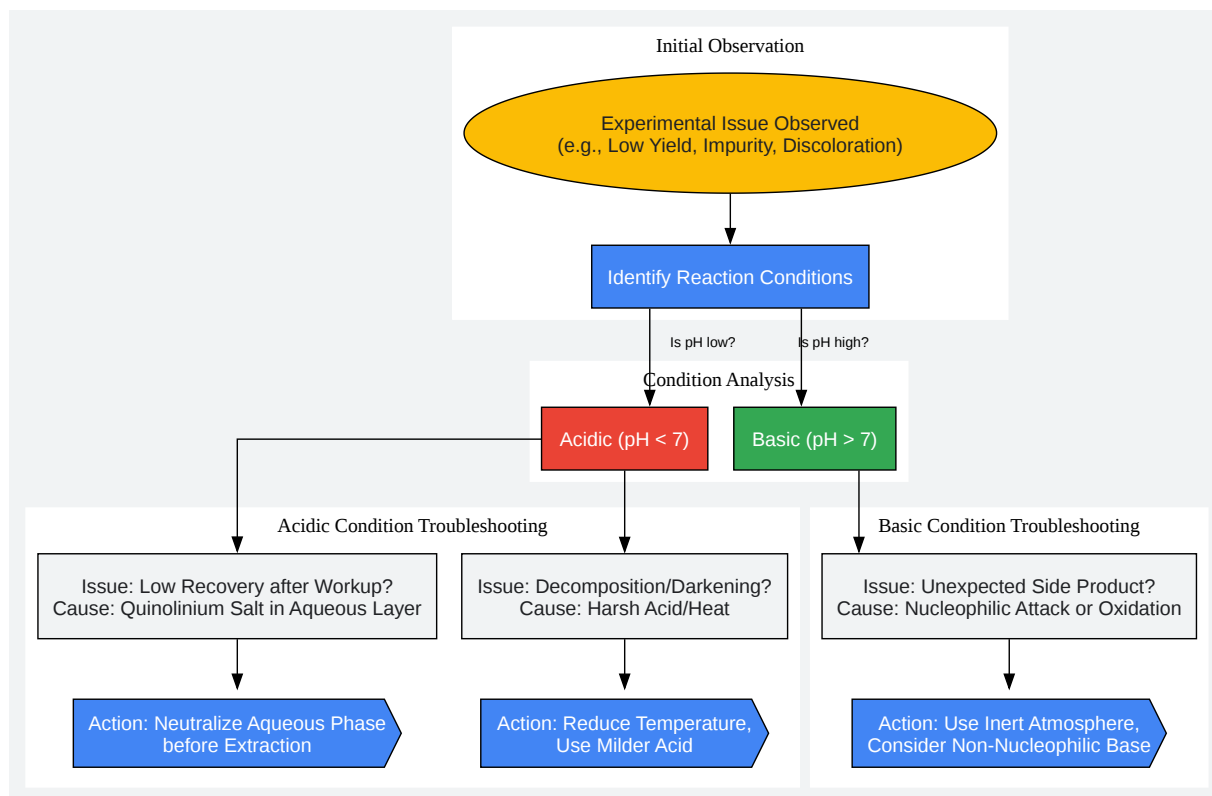 Initial Observation
Experimental Issue Observed
(e.g., Low Yield, Impurity, Discoloration)
Identify Reaction Conditions
Is pH low?
Is pH high?
Condition Analysis
Acidic (pH < 7)
Basic (pH > 7)
Acidic Condition Troubleshooting
Issue: Low Recovery after Workup?
Cause: Quinolinium Salt in Aqueous Layer
Issue: Decomposition/Darkening?
Cause: Harsh Acid/Heat
Action: Neutralize Aqueous Phase
before Extraction
Action: Reduce Temperature,
Use Milder Acid
Basic Condition Troubleshooting
Issue: Unexpected Side Product?
Cause: Nucleophilic Attack or Oxidation
Action: Use Inert Atmosphere,
Consider Non-Nucleophilic Base